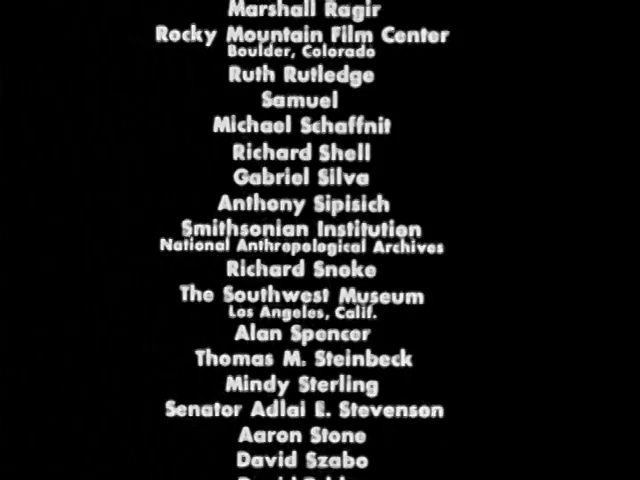 Marshall Ragir
Rocky Mountain Film Center
Boulder, Colorado
Ruth Rutledge
Samuel
Michael Schaffnit
Richard Shell
Gabriel Silva
Anthony Sipisich
Smithsonian Institution
National Anthropological Archives
Richard Snoke
The Southwest Museum
Los Angeles, Calif.
Alan Spencer
Thomas M. Steinbeck
Mindy Sterling
Senator Adlai E. Stevenson
Aaron Stone
David Szabo
David